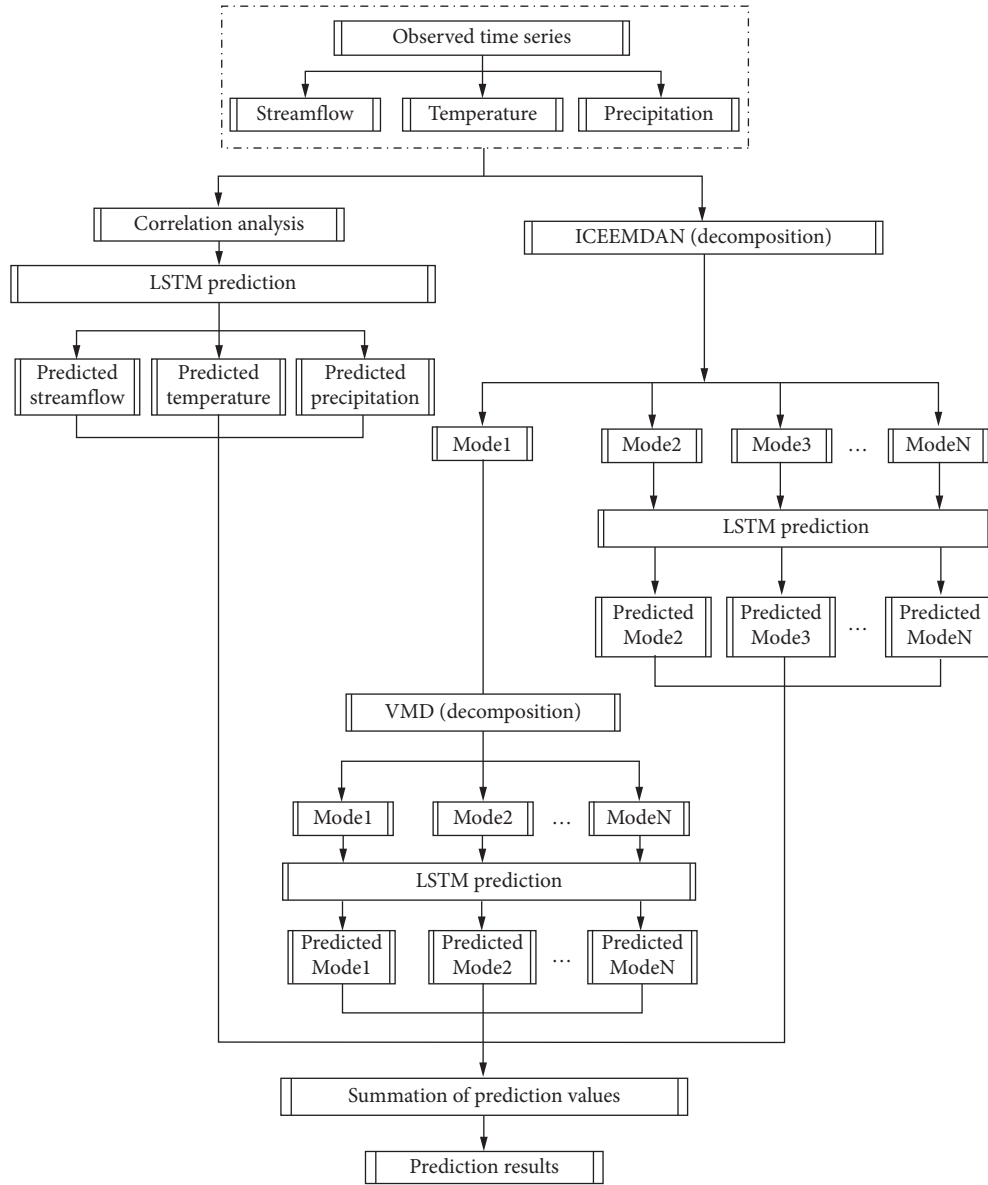 Observed time series
Streamflow
Temperature
Precipitation
Correlation analysis
ICEEMDAN (decomposition)
LSTM prediction
Predicted
streamflow
Predicted
temperature
Predicted
precipitation
Mode1
Mode2
Mode3
...
ModeN
LSTM prediction
Predicted
Mode2
Predicted
Mode3
...
Predicted
ModeN
VMD (decomposition)
Mode1
Mode2
...
ModeN
LSTM prediction
Predicted
Mode1
Predicted
Mode2
...
Predicted
ModeN
Summation of prediction values
Prediction results